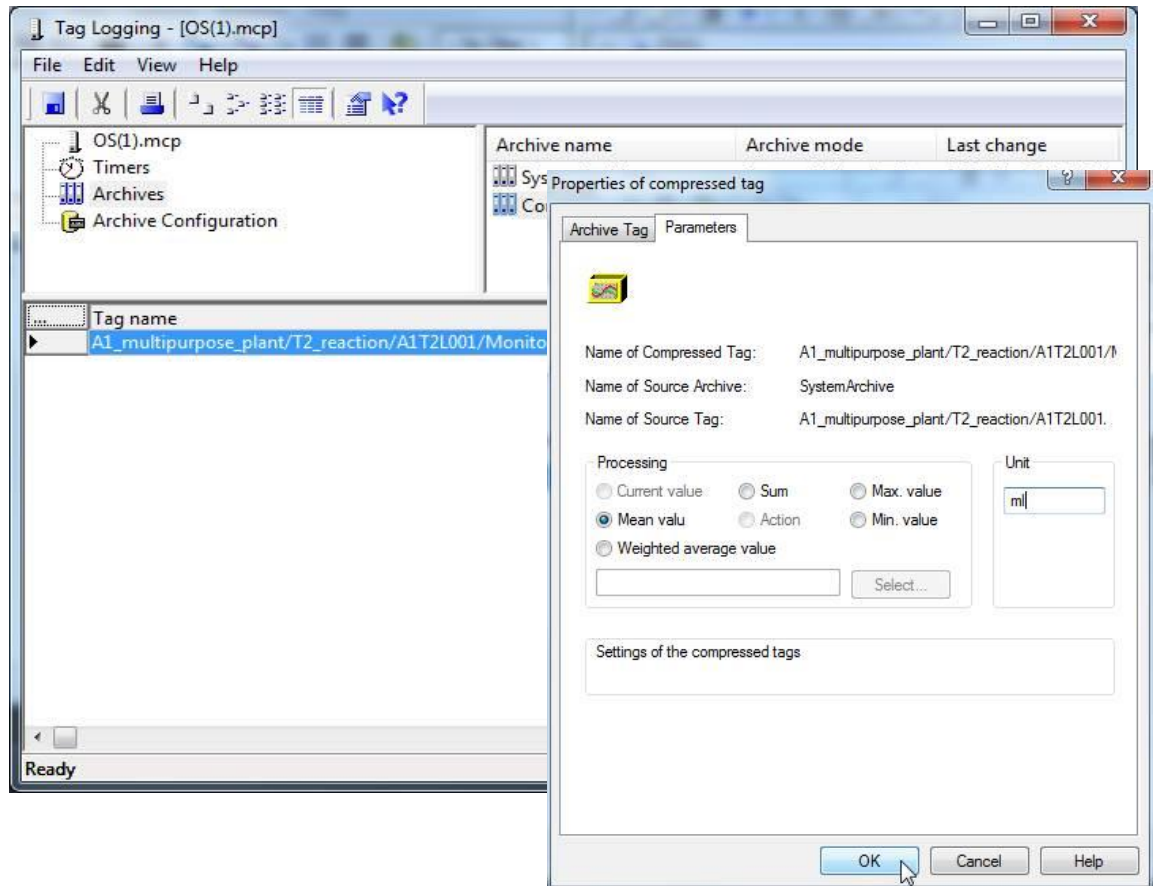 Tag Logging - [OS(1).mcp]
File Edit View Help
OS(1).mcp
Timers
Archives
Archive Configuration
Archive name Archive mode Last change
Sys
Co
... Tag name
A1_multipurpose_plant/T2_reaction/A1T2L001/Monito
Ready
Properties of compressed tag
Archive Tag Parameters
Name of Compressed Tag: A1_multipurpose_plant/T2_reaction/A1T2L001/
Name of Source Archive: SystemArchive
Name of Source Tag: A1_multipurpose_plant/T2_reaction/A1T2L001.
Processing Unit
Current value Sum Max. value
ml
Mean valu Action Min. value
Weighted average value
Select...
Settings of the compressed tags
OK Cancel Help